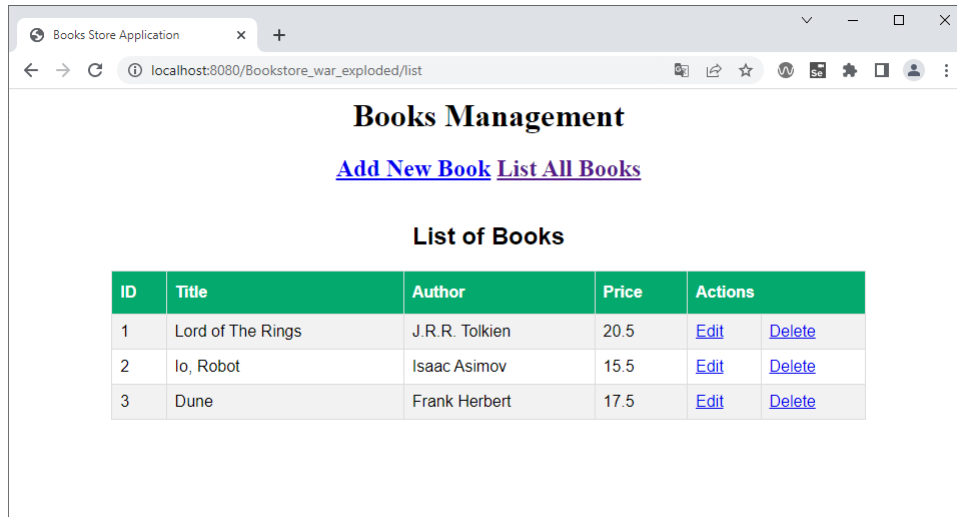 Books Store Application
localhost:8080/Bookstore_war_exploded/list
Se
Books Management
Add New Book List All Books
List of Books
ID Title Author Price Actions
1 Lord of The Rings J.R.R. Tolkien 20.5 Edit Delete
2 Io, Robot Isaac Asimov 15.5 Edit Delete
3 Dune Frank Herbert 17.5 Edit Delete